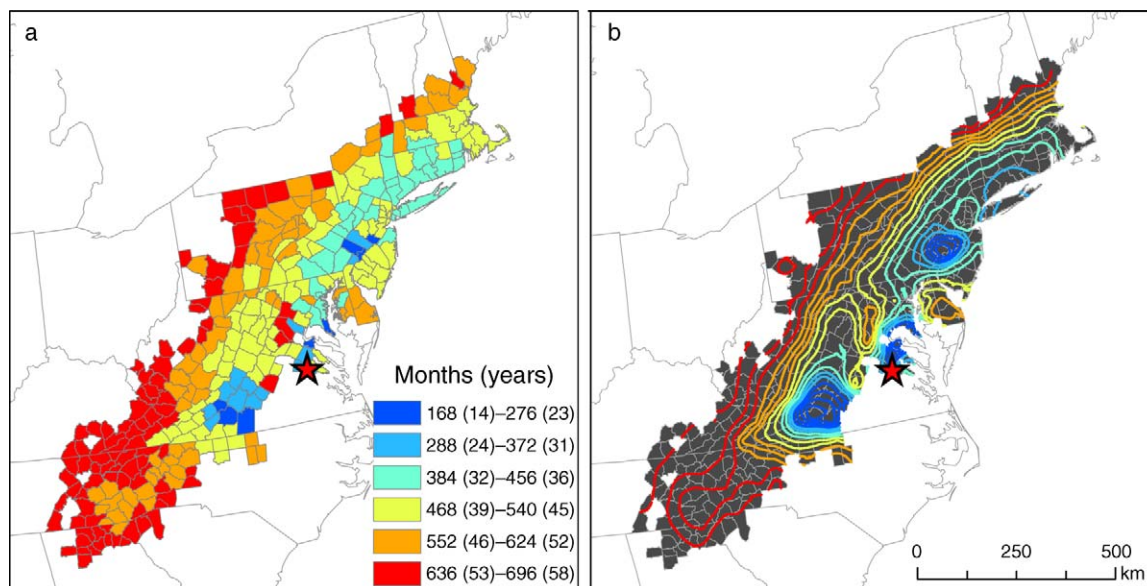 a
Months (years)
168 (14)–276 (23)
288 (24)–372 (31)
384 (32)–456 (36)
468 (39)–540 (45)
552 (46)–624 (52)
636 (53)–696 (58)
b
0 250 500
km